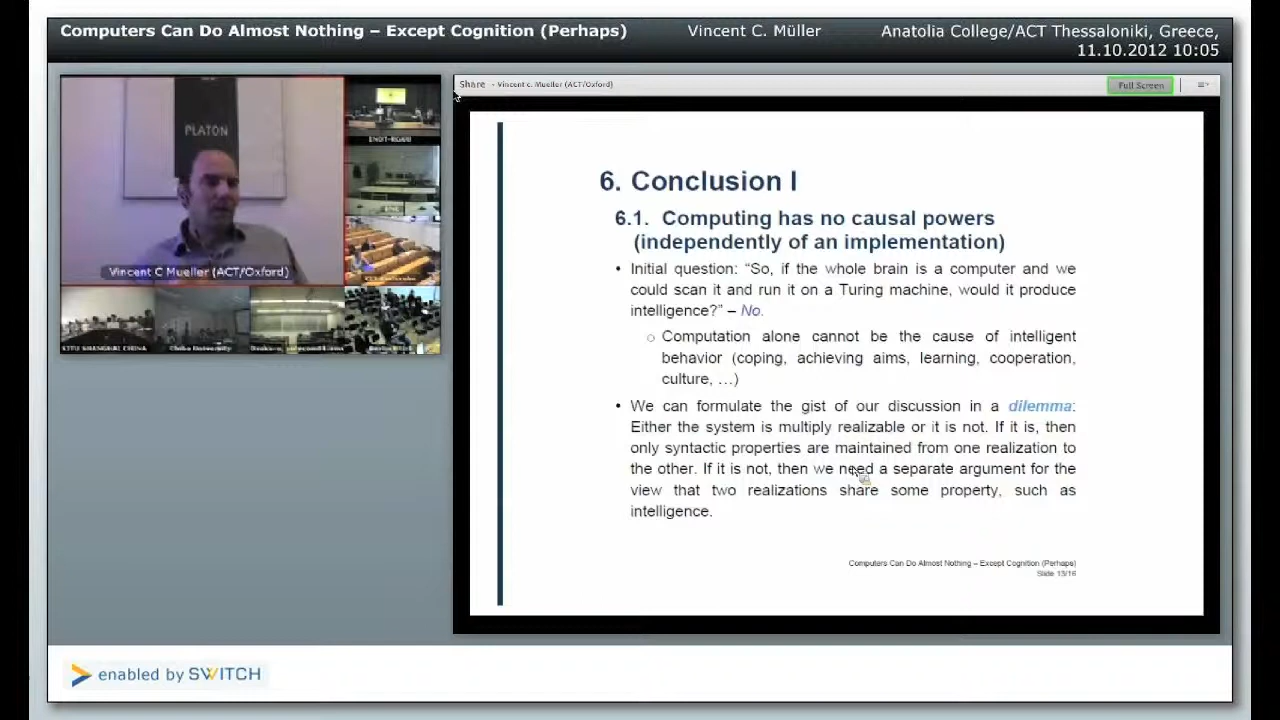 Computers Can Do Almost Nothing – Except Cognition (Perhaps)
Vincent C. Müller
Anatolia College/ACT Thessaloniki, Greece,
11.10.2012 10:05
PLATON
Vincent C Mueller (ACT/Oxford)
SJTU SHANGHAI CHINA
Chiba University
Share - Vincent c. Mueller (ACT/Oxford)
Full Screen
6. Conclusion I
6.1. Computing has no causal powers
(independently of an implementation)
• Initial question: “So, if the whole brain is a computer and we
could scan it and run it on a Turing machine, would it produce
intelligence?” – No.
○ Computation alone cannot be the cause of intelligent
behavior (coping, achieving aims, learning, cooperation,
culture, …)
• We can formulate the gist of our discussion in a dilemma:
Either the system is multiply realizable or it is not. If it is, then
only syntactic properties are maintained from one realization to
the other. If it is not, then we need a separate argument for the
view that two realizations share some property, such as
intelligence.
Computers Can Do Almost Nothing – Except Cognition (Perhaps)
Slide 13/16
enabled by SWITCH